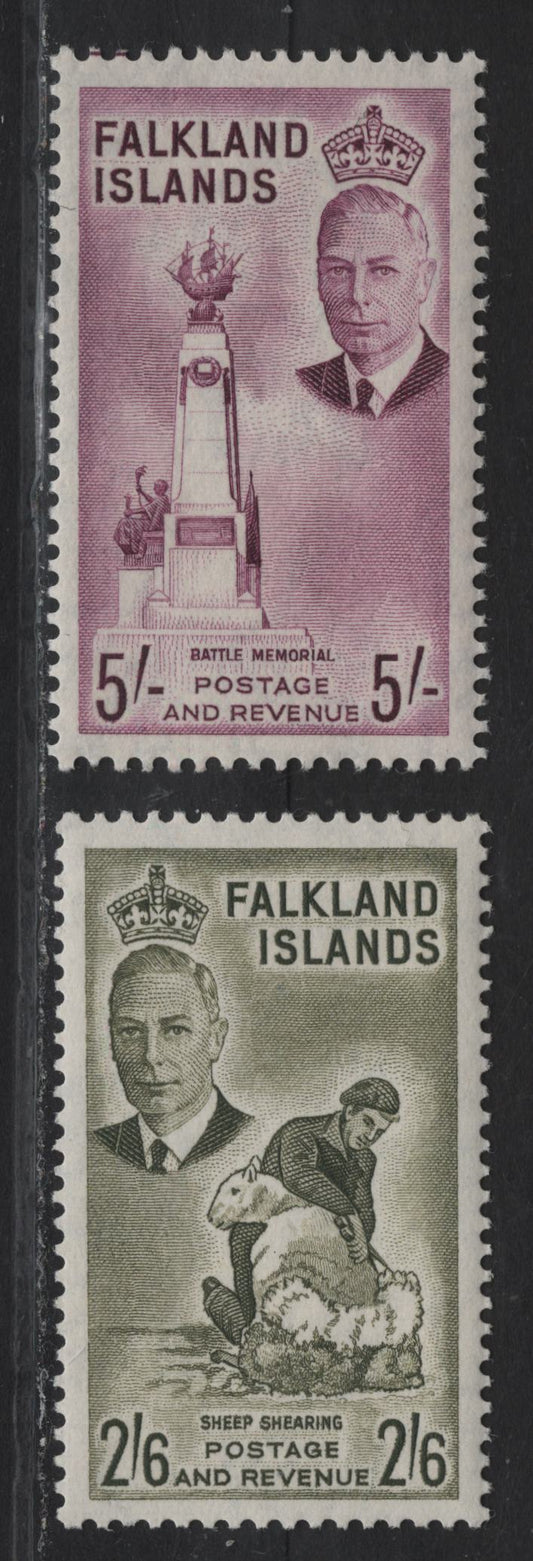 FALKLAND
ISLANDS
BATTLE MEMORIAL
5/- POSTAGE 5/-
AND REVENUE
FALKLAND
ISLANDS
SHEEP SHEARING
2/6 POSTAGE 2/6
AND REVENUE